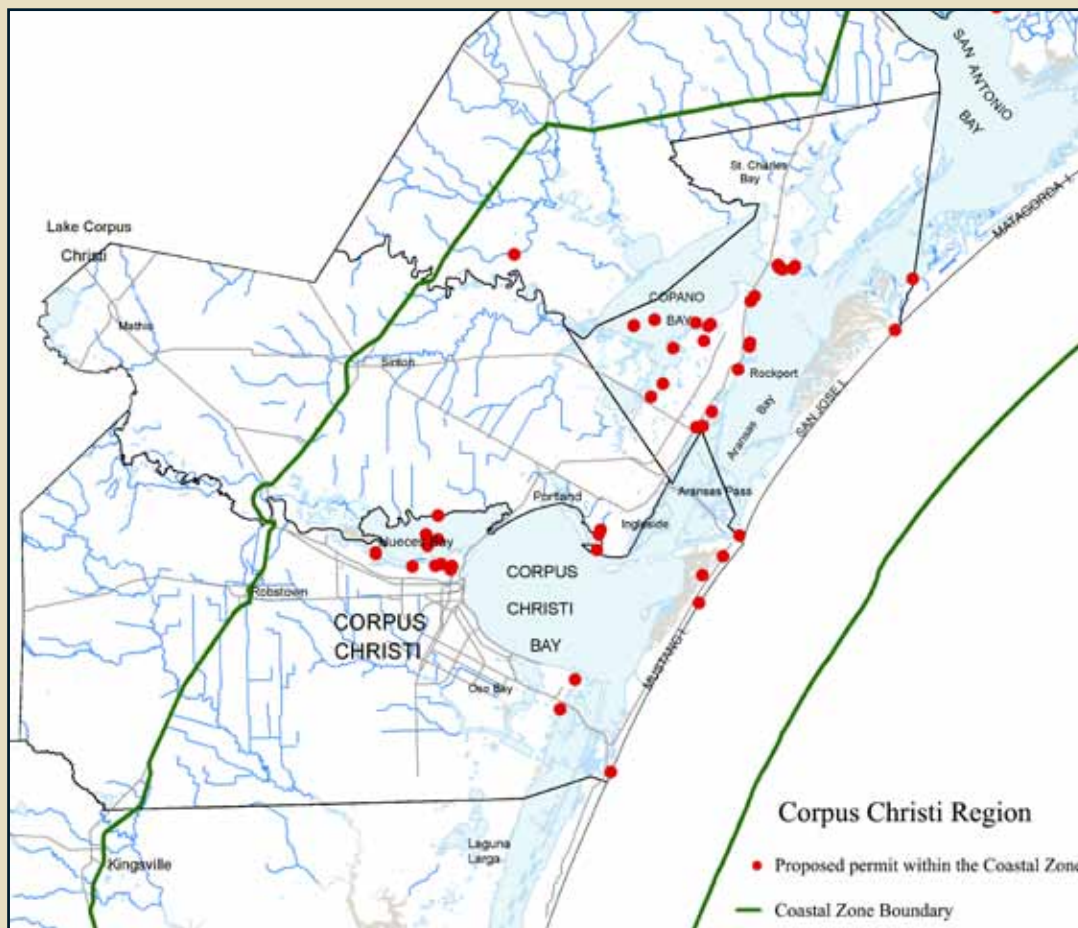 SAN ANTONIO
BAY
St. Charles
Bay
MATAGORDA I.
Lake Corpus
Christi
Mathis
COPANO
BAY
Sinton
Rockport
SAN JOSE I.
Aransas Bay
Portland
Aransas Pass
Ingleside
Nueces Bay
CORPUS
CHRISTI
BAY
Robstown
CORPUS
CHRISTI
MUSTANG I.
Oso Bay
Laguna
Larga
Kingsville
Corpus Christi Region
Proposed permit within the Coastal Zone
Coastal Zone Boundary